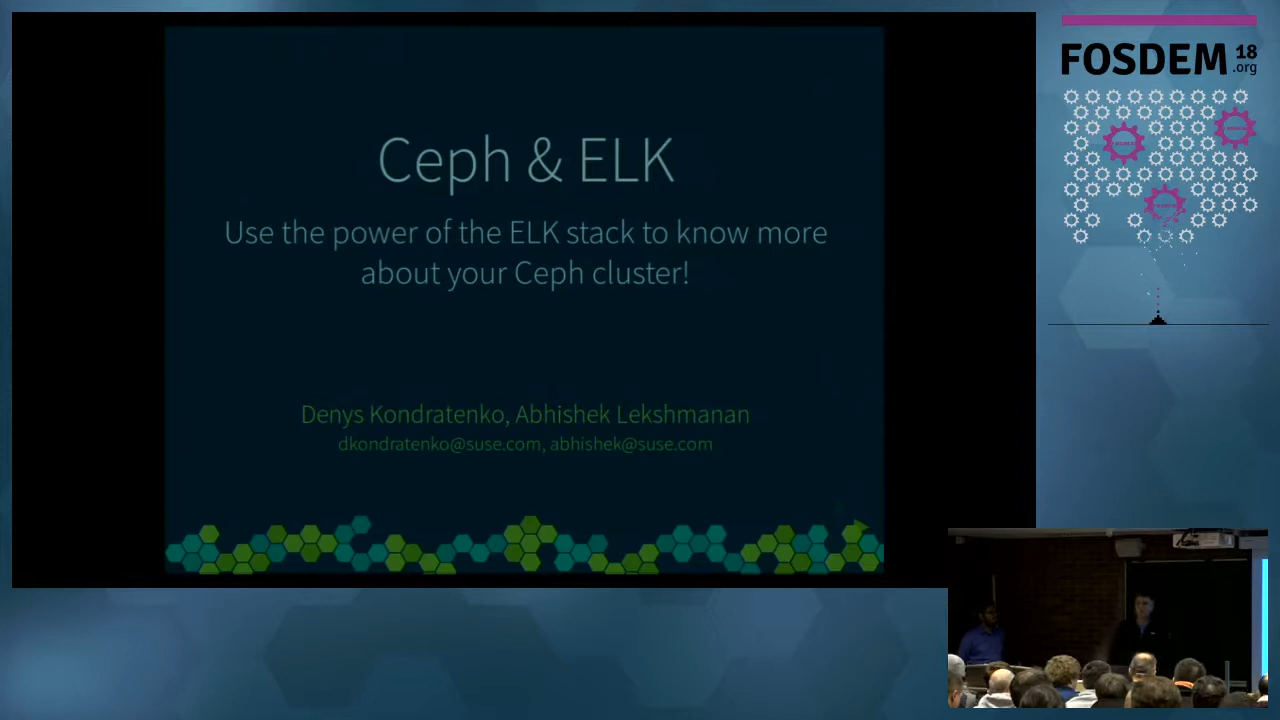 Ceph & ELK
Use the power of the ELK stack to know more
about your Ceph cluster!
Denys Kondratenko, Abhishek Lekshmanan
dkondratenko@suse.com, abhishek@suse.com
FOSDEM 18
.org